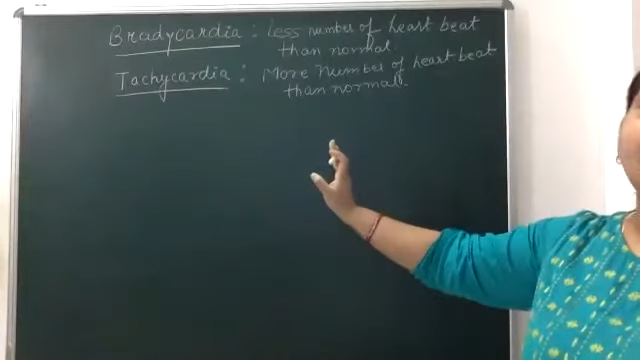 Bradycardia : Less number of heart beat
than normal.
Tachycardia : More Number of heart beat
than normal.